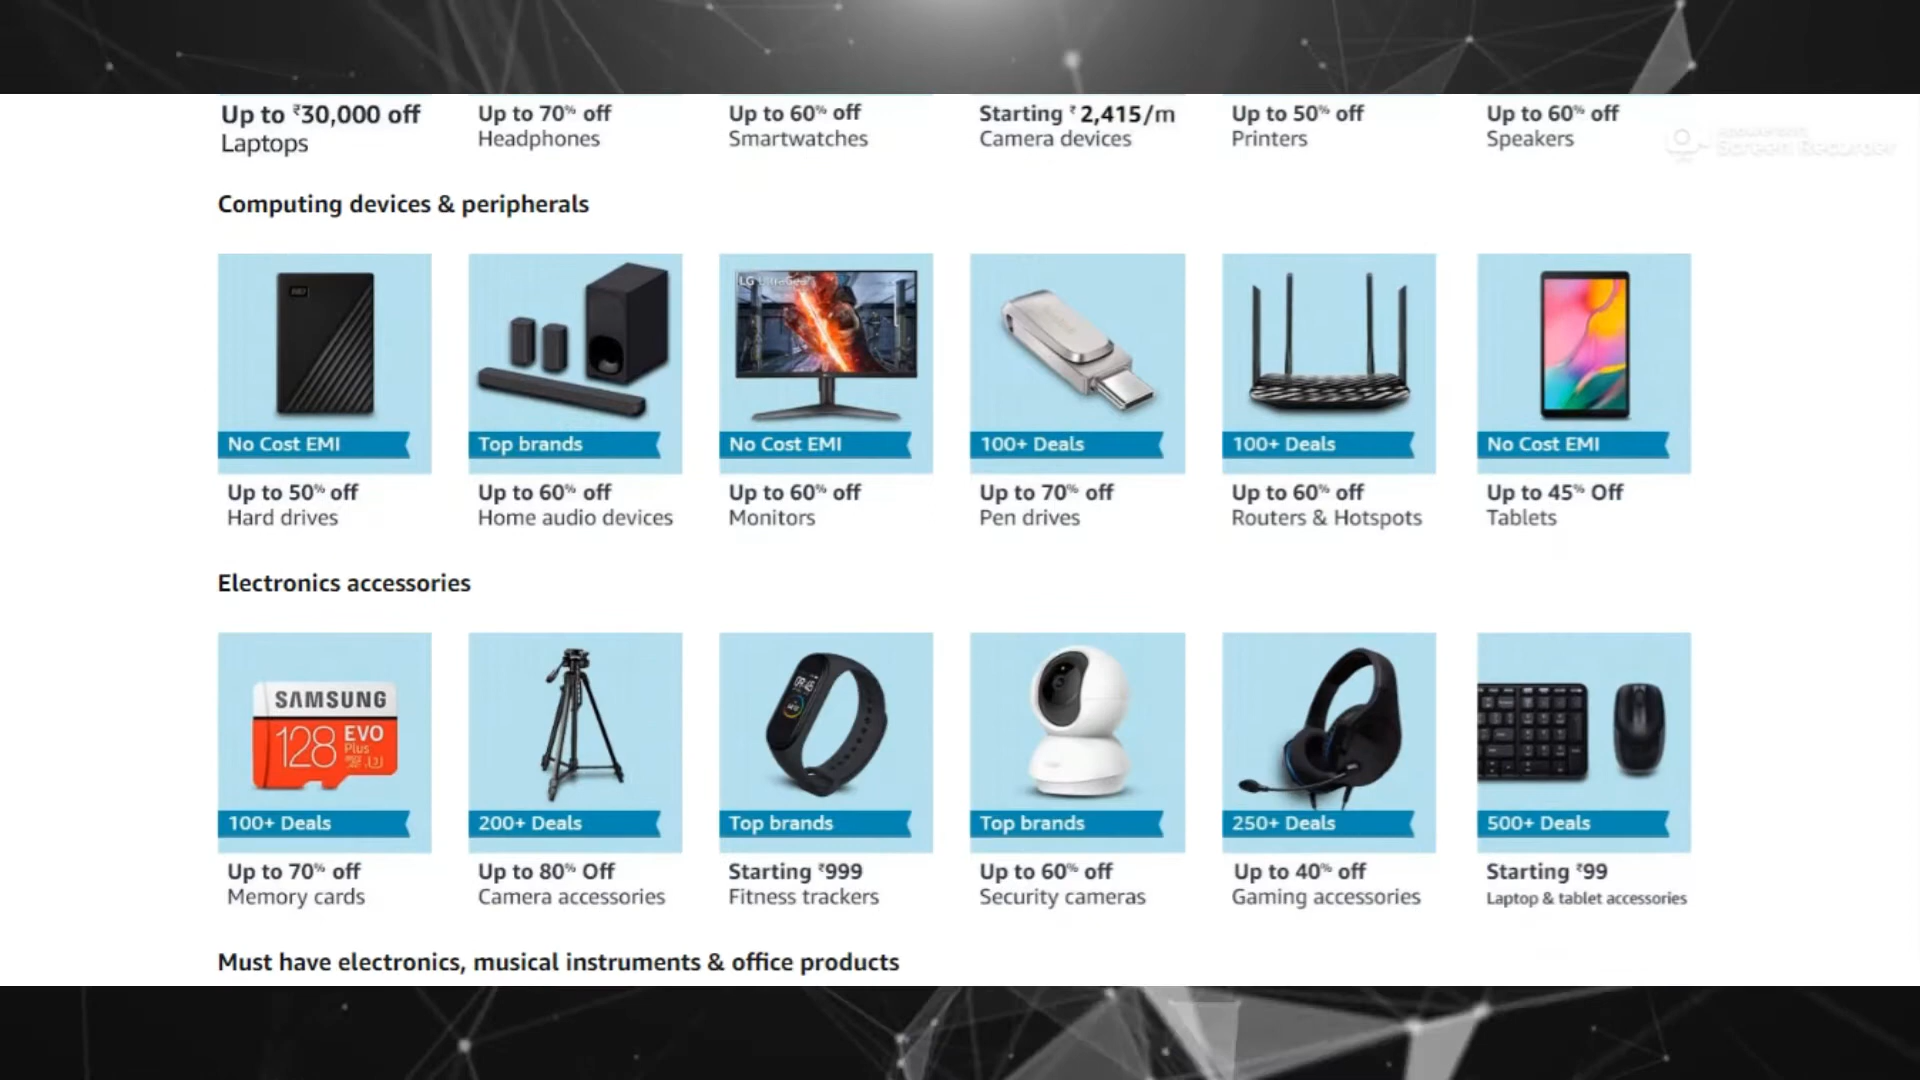 Up to ₹30,000 off
Laptops
Up to 70% off
Headphones
Up to 60% off
Smartwatches
Starting ₹2,415/m
Camera devices
Up to 50% off
Printers
Up to 60% off
Speakers
Screen Recorder
Computing devices & peripherals
No Cost EMI
Up to 50% off
Hard drives
Top brands
Up to 60% off
Home audio devices
LG UltraGear
No Cost EMI
Up to 60% off
Monitors
100+ Deals
Up to 70% off
Pen drives
100+ Deals
Up to 60% off
Routers & Hotspots
No Cost EMI
Up to 45% Off
Tablets
Electronics accessories
SAMSUNG
128 EVO
Plus
100+ Deals
Up to 70% off
Memory cards
200+ Deals
Up to 80% Off
Camera accessories
Top brands
Starting ₹999
Fitness trackers
Top brands
Up to 60% off
Security cameras
250+ Deals
Up to 40% off
Gaming accessories
500+ Deals
Starting ₹99
Laptop & tablet accessories
Must have electronics, musical instruments & office products